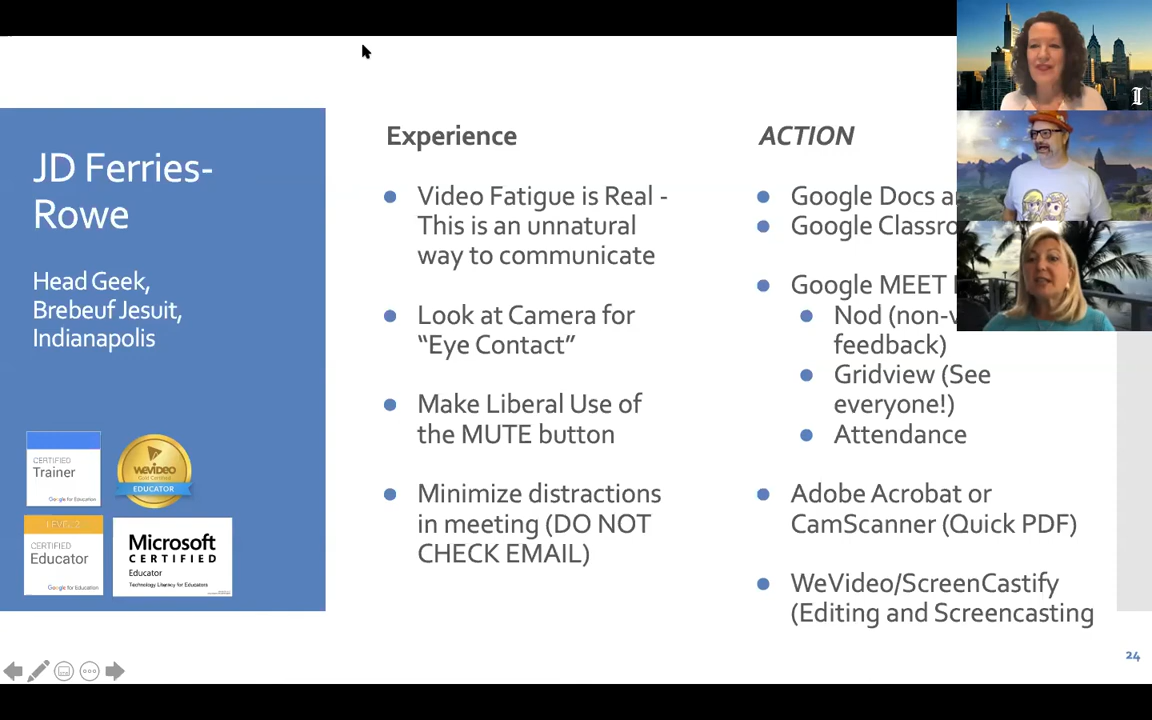 JD Ferries-
Rowe
Head Geek,
Brebeuf Jesuit,
Indianapolis
CERTIFIED
Trainer
Google for Education
WEVIDEO
Gold Certified
EDUCATOR
LEVEL 2
CERTIFIED
Educator
Google for Education
Microsoft
CERTIFIED
Educator
Technology Literacy for Educators
Experience
Video Fatigue is Real -
This is an unnatural
way to communicate
Look at Camera for
“Eye Contact”
Make Liberal Use of
the MUTE button
Minimize distractions
in meeting (DO NOT
CHECK EMAIL)
ACTION
Google Docs
Google
Google MEET
Nod
feedback)
Gridview (See
everyone!)
Attendance
Adobe Acrobat or
CamScanner (Quick PDF)
WeVideo/ScreenCastify
(Editing and Screencasting
24